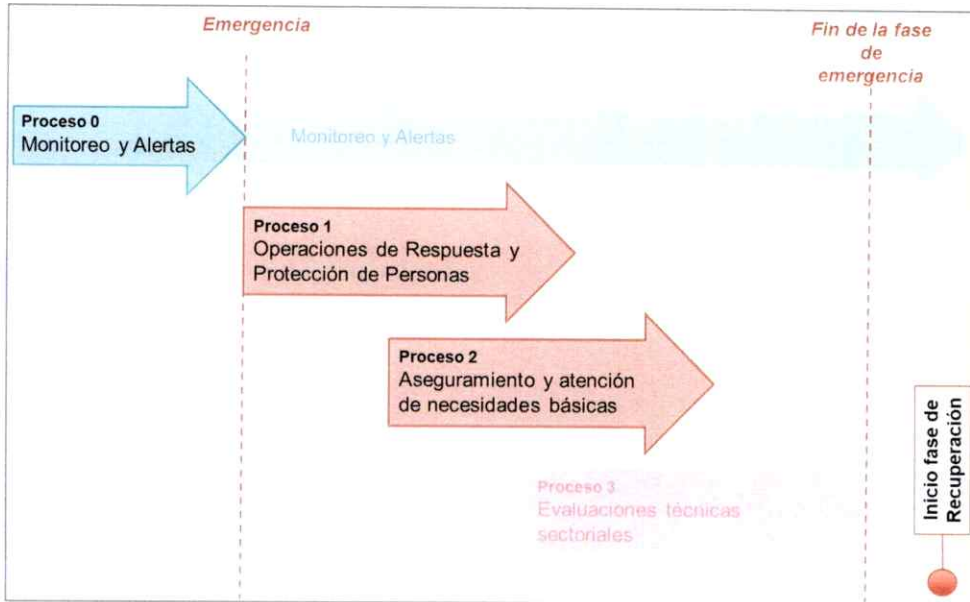 Emergencia
Fin de la fase
de
emergencia
Proceso 0
Monitoreo y Alertas
Monitoreo y Alertas
Proceso 1
Operaciones de Respuesta y
Protección de Personas
Proceso 2
Aseguramiento y atención
de necesidades básicas
Proceso 3
Evaluaciones técnicas
sectoriales
Inicio fase de
Recuperación